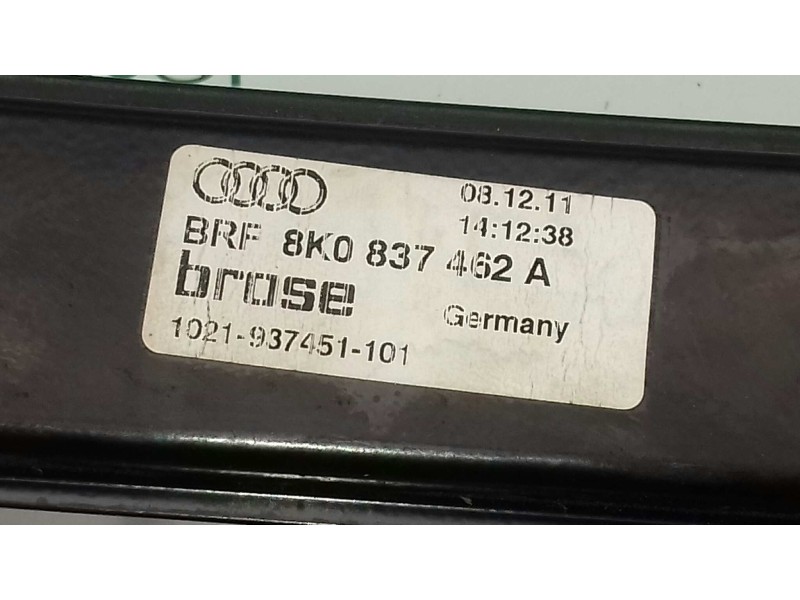 08.12.11
14:12:38
BRF 8K0 837 462 A
brose
Germany
1021-937451-101